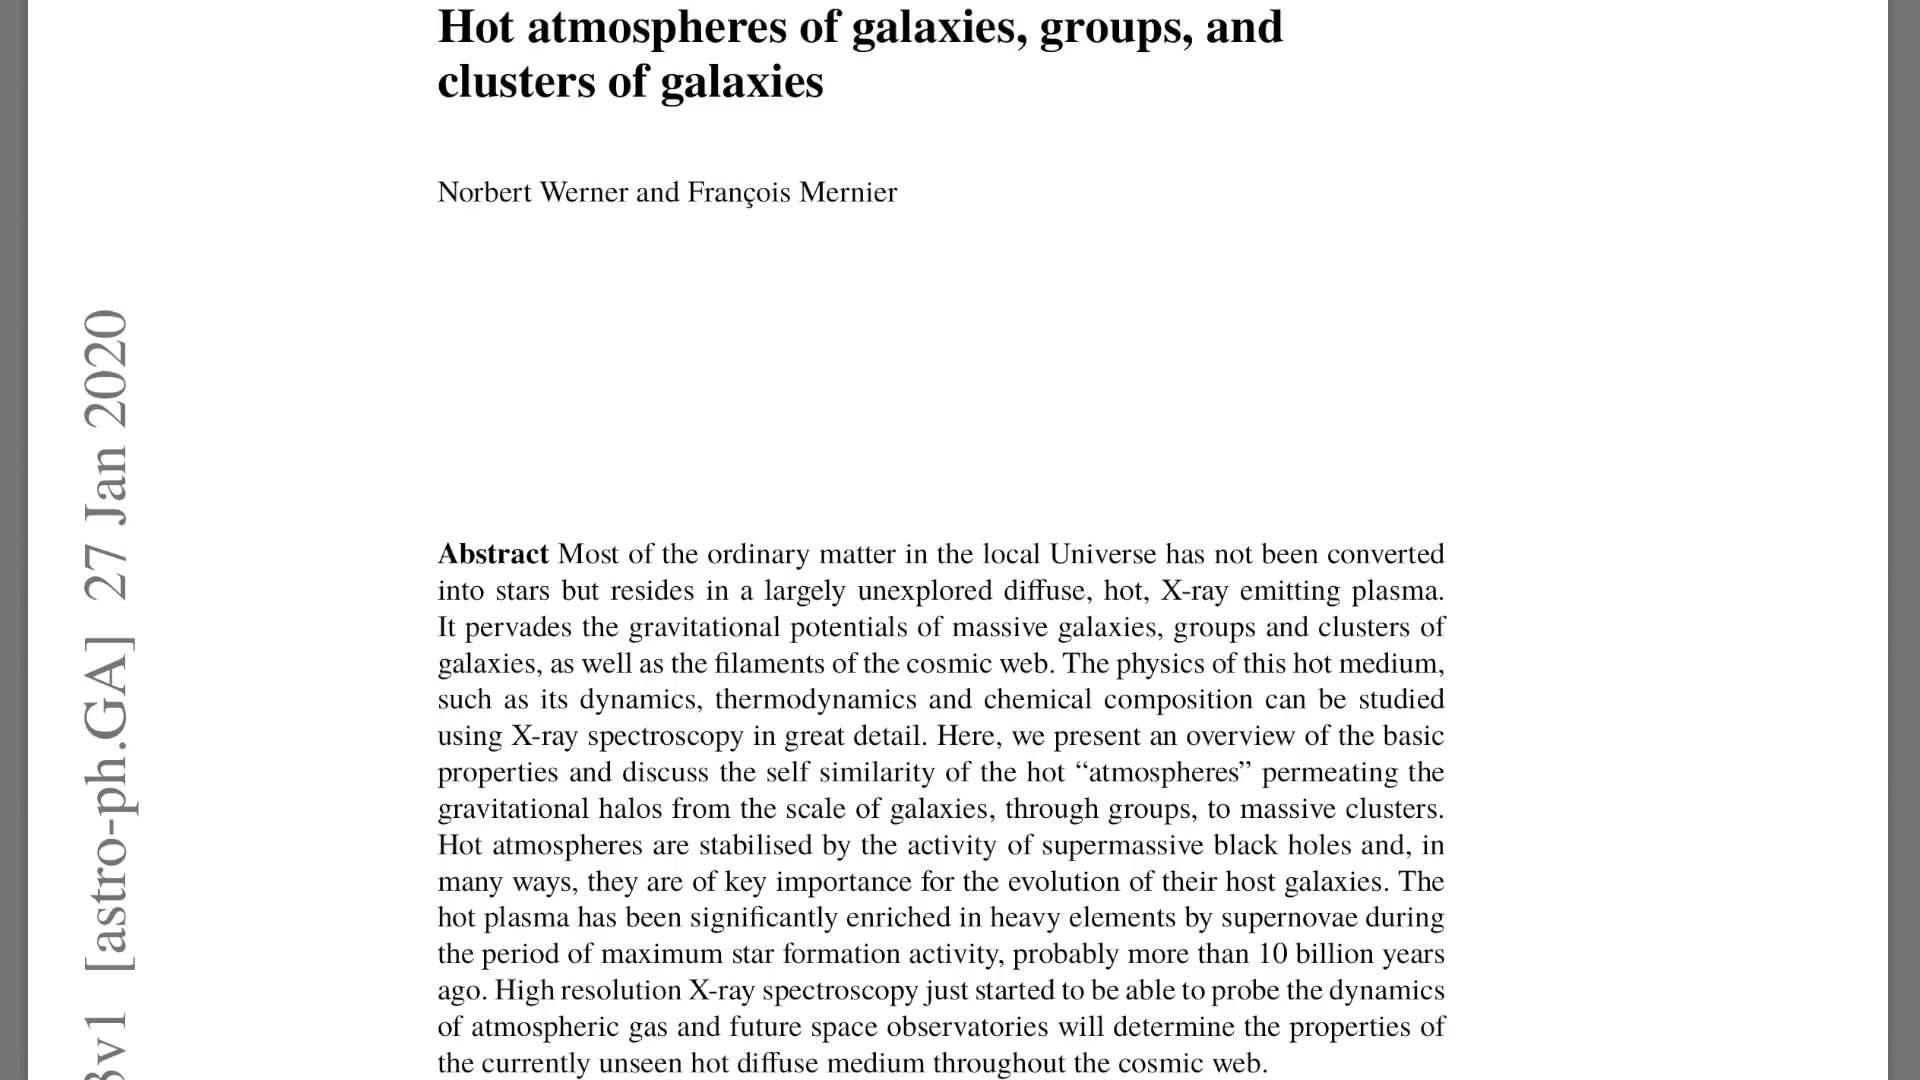 Hot atmospheres of galaxies, groups, and
clusters of galaxies
Norbert Werner and François Mernier
Abstract Most of the ordinary matter in the local Universe has not been converted
into stars but resides in a largely unexplored diffuse, hot, X-ray emitting plasma.
It pervades the gravitational potentials of massive galaxies, groups and clusters of
galaxies, as well as the filaments of the cosmic web. The physics of this hot medium,
such as its dynamics, thermodynamics and chemical composition can be studied
using X-ray spectroscopy in great detail. Here, we present an overview of the basic
properties and discuss the self similarity of the hot “atmospheres” permeating the
gravitational halos from the scale of galaxies, through groups, to massive clusters.
Hot atmospheres are stabilised by the activity of supermassive black holes and, in
many ways, they are of key importance for the evolution of their host galaxies. The
hot plasma has been significantly enriched in heavy elements by supernovae during
the period of maximum star formation activity, probably more than 10 billion years
ago. High resolution X-ray spectroscopy just started to be able to probe the dynamics
of atmospheric gas and future space observatories will determine the properties of
the currently unseen hot diffuse medium throughout the cosmic web.
v1 [astro-ph.GA] 27 Jan 2020